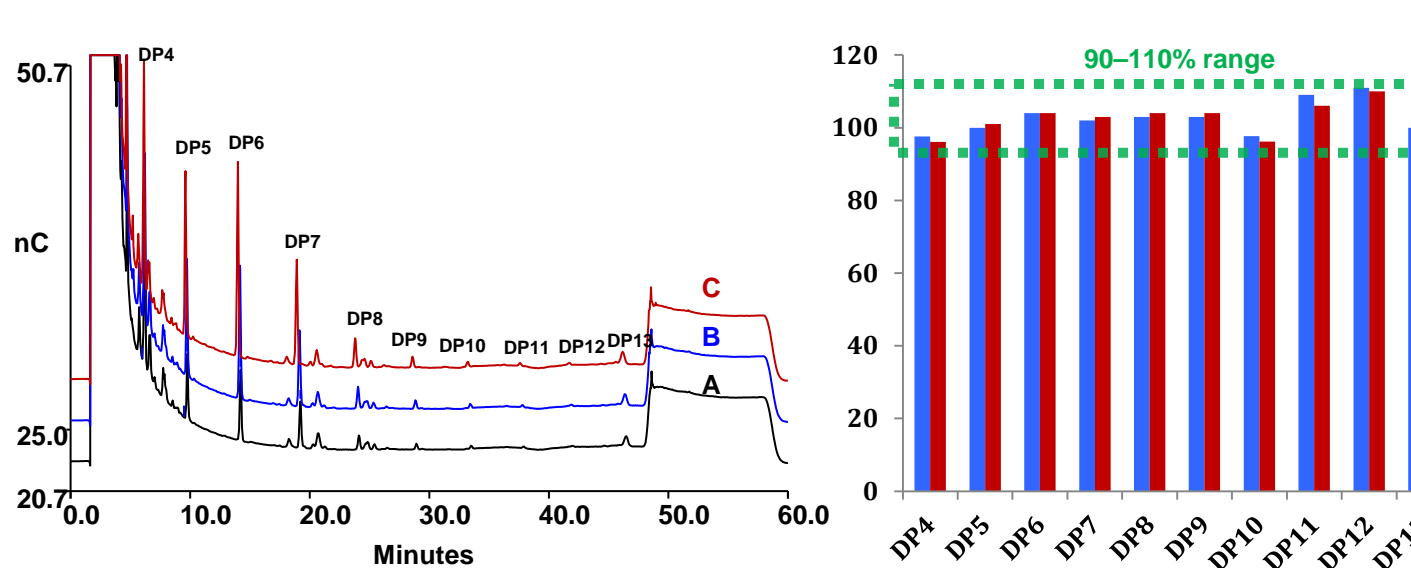 50.7
nC
25.0
20.7
DP4
DP5
DP6
DP7
DP8
DP9
DP10
DP11
DP12
DP13
C
B
A
0.0
10.0
20.0
30.0
40.0
50.0
60.0
Minutes
90–110% range
120
100
80
60
40
20
0
DP4
DP5
DP6
DP7
DP8
DP9
DP10
DP11
DP12